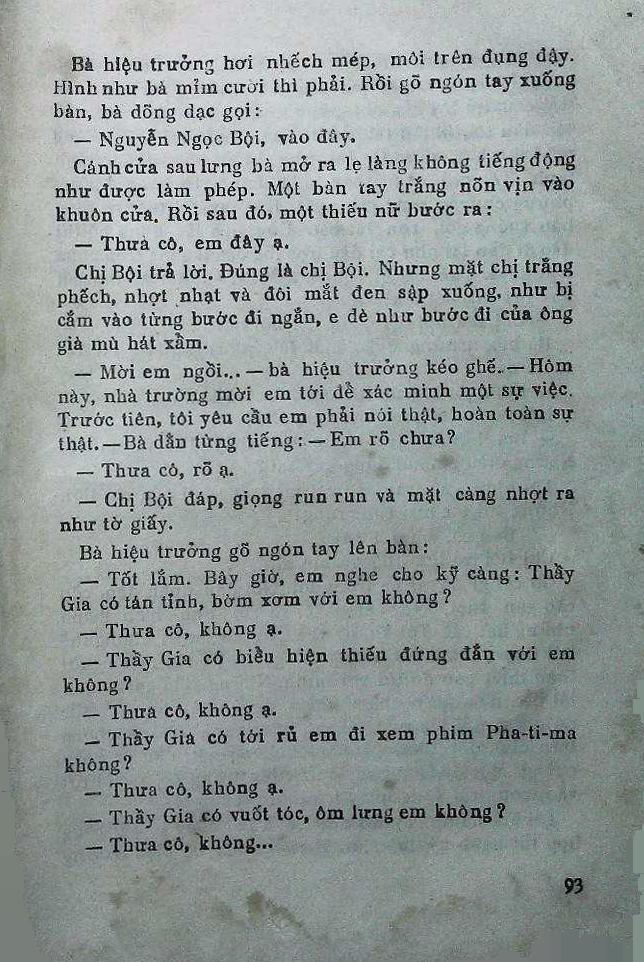 Bà hiệu trưởng hơi nhếch mép, môi trên đụng đậy.
Hình như bà mỉm cười thì phải. Rồi gõ ngón tay xuống
bàn, bà dõng dạc gọi:
— Nguyễn Ngọc Bội, vào đây.
Cánh cửa sau lưng bà mở ra lẹ làng không tiếng động
như được làm phép. Một bàn tay trắng nõn vịn vào
khuôn cửa. Rồi sau đó, một thiếu nữ bước ra:
— Thưa cô, em đây ạ.
Chị Bội trả lời. Đúng là chị Bội. Nhưng mặt chị trắng
phếch, nhợt nhạt và đôi mắt đen sập xuống, như bị
cắm vào từng bước đi ngắn, e dè như bước đi của ông
già mù hát xẩm.
— Mời em ngồi... — bà hiệu trưởng kéo ghế. — Hôm
này, nhà trường mời em tới để xác minh một sự việc.
Trước tiên, tôi yêu cầu em phải nói thật, hoàn toàn sự
thật. — Bà dằn từng tiếng: — Em rõ chưa?
— Thưa cô, rõ ạ.
— Chị Bội đáp, giọng run run và mặt càng nhợt ra
như tờ giấy.
Bà hiệu trưởng gõ ngón tay lên bàn:
— Tốt lắm. Bây giờ, em nghe cho kỹ càng: Thầy
Gia có tán tỉnh, bờm xơm với em không?
— Thưa cô, không ạ.
— Thầy Gia có biểu hiện thiếu đứng đắn với em
không?
— Thưa cô, không ạ.
— Thầy Gia có tới rủ em đi xem phim Pha-ti-ma
không?
— Thưa cô, không ạ.
— Thầy Gia có vuốt tóc, ôm lưng em không?
— Thưa cô, không...
93